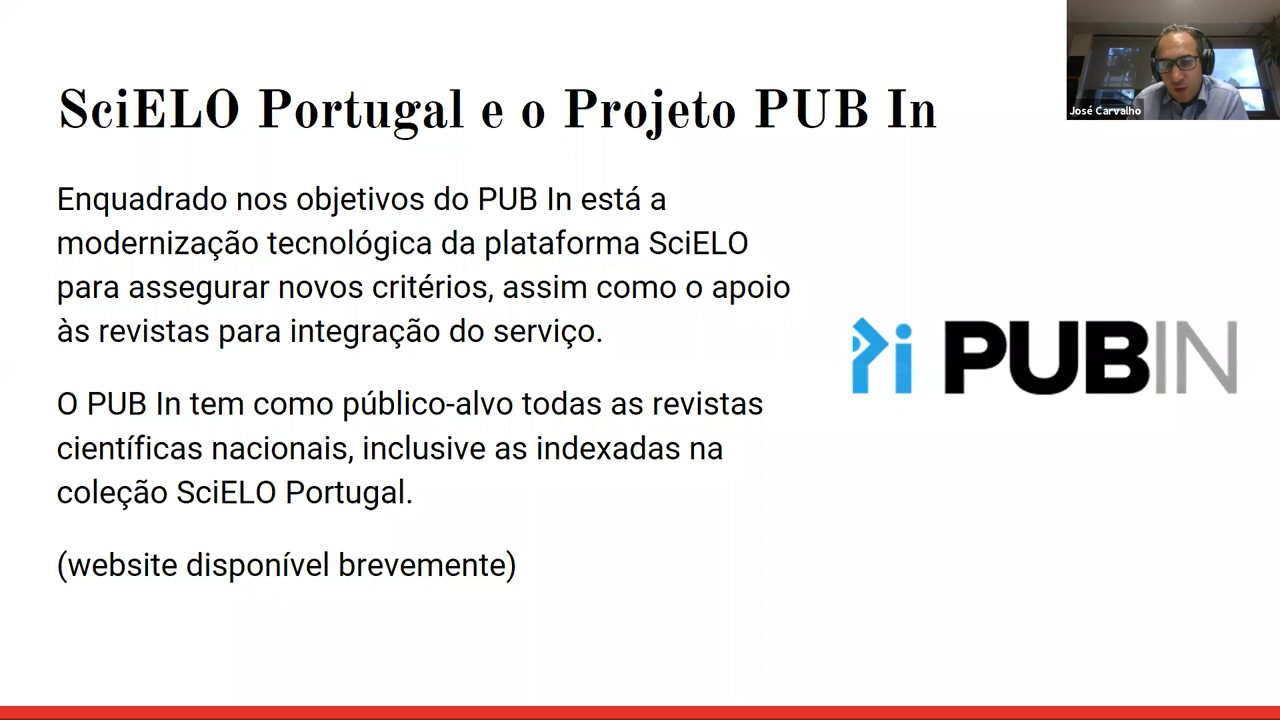 José Carvalho
SciELO Portugal e o Projeto PUB In
Enquadrado nos objetivos do PUB In está a
modernização tecnológica da plataforma SciELO
para assegurar novos critérios, assim como o apoio
às revistas para integração do serviço.
O PUB In tem como público-alvo todas as revistas
científicas nacionais, inclusive as indexadas na
coleção SciELO Portugal.
(website disponível brevemente)
PUBIN